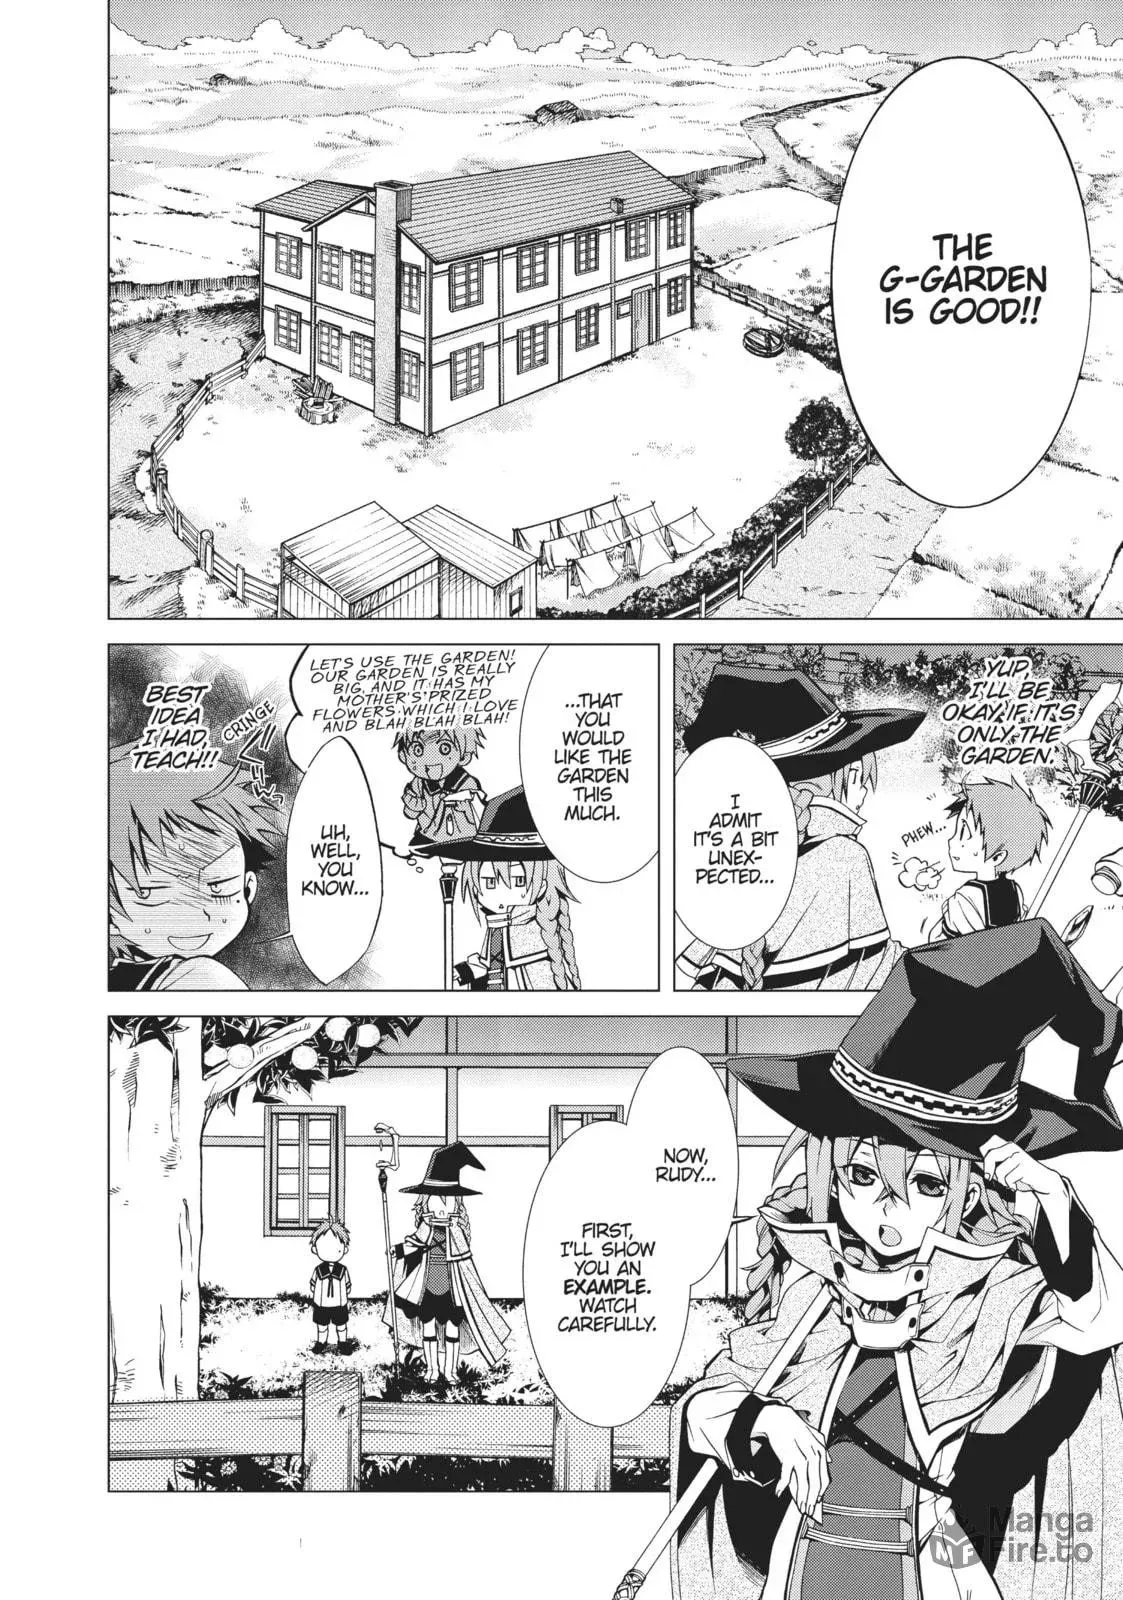 THE
G-GARDEN
IS GOOD!!
YUP,
I'LL BE
OKAY IF IT'S
ONLY THE
GARDEN.
PHEW...
I
ADMIT
IT'S A BIT
UNEX-
PECTED...
...THAT
YOU
WOULD
LIKE THE
GARDEN
THIS
MUCH.
LET'S USE THE GARDEN!
OUR GARDEN IS REALLY
BIG, AND IT HAS MY
MOTHER'S PRIZED
FLOWERS WHICH I LOVE
AND BLAH BLAH BLAH!
UH,
WELL,
YOU
KNOW...
CRINGE
BEST
IDEA
I HAD,
TEACH!!
NOW,
RUDY...
FIRST,
I'LL SHOW
YOU AN
EXAMPLE.
WATCH
CAREFULLY.
Manga
Fire.to
MF